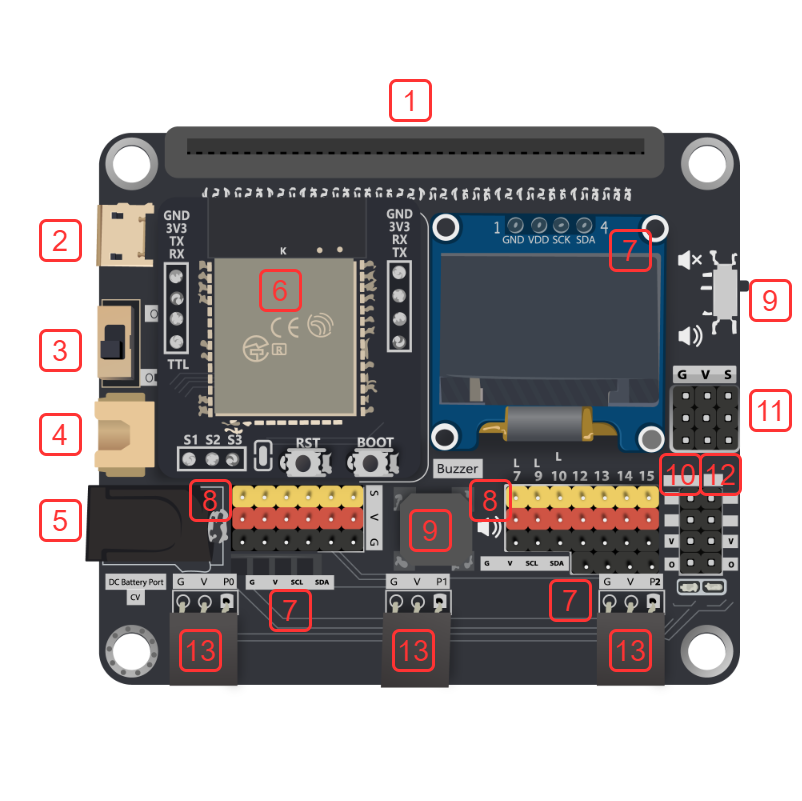 1
2
GND
3V3
TX
RX
GND
3V3
RX
TX
1
4
GND VDD SCK SDA
7
K
6
CE
R
9
3
TTL
G V S
4
S1 S2 S3
RST
BOOT
11
Buzzer
L
7
L
9
L
10
12
13
14
15
10
12
8
S
V
G
8
5
9
V
V
O
O
G V SCL SDA
DC Battery Port
CV
G V P0
G V SCL SDA
7
G V P1
7
G V P2
13
13
13